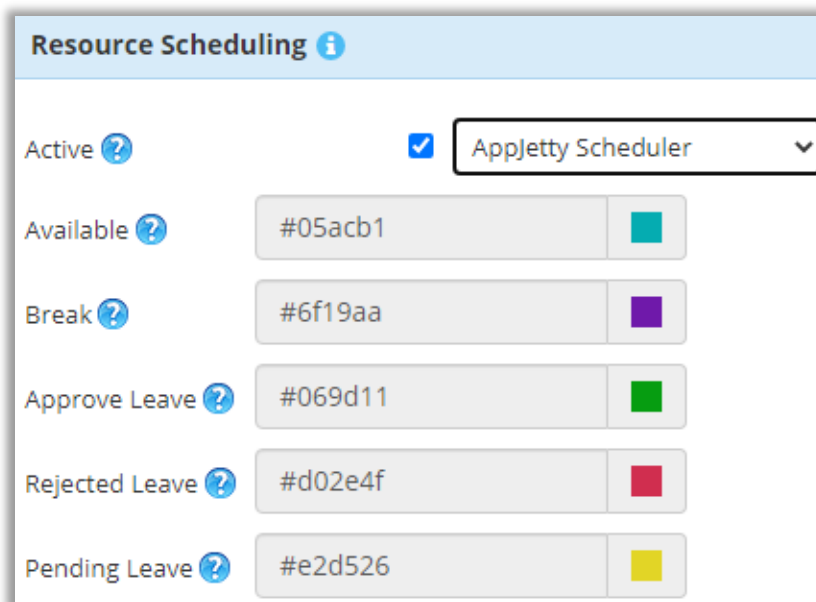 Resource Scheduling
Active AppJetty Scheduler
Available #05acb1
Break #6f19aa
Approve Leave #069d11
Rejected Leave #d02e4f
Pending Leave #e2d526